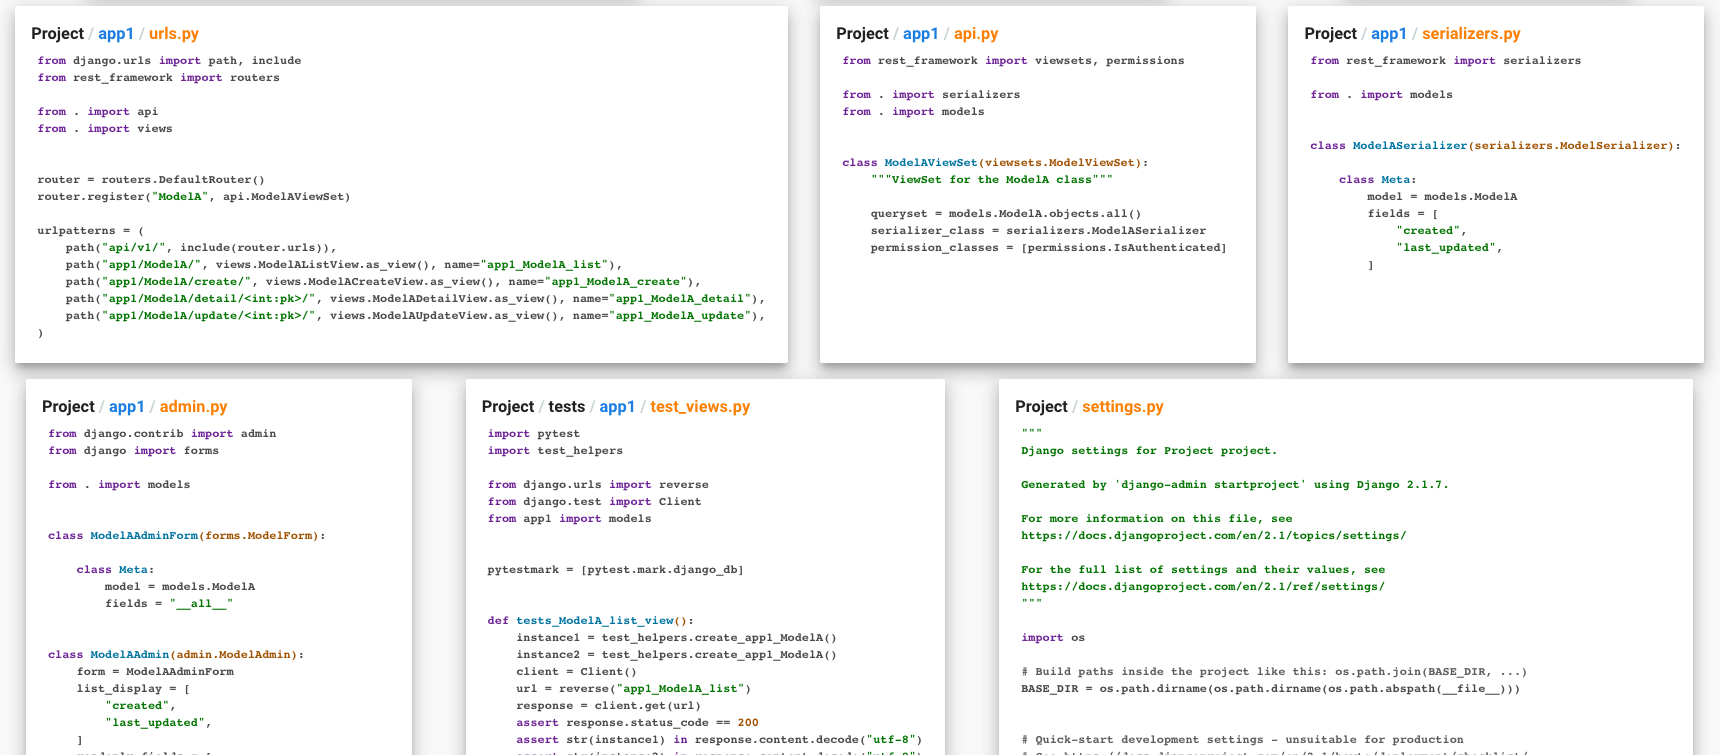 Project / app1 / urls.py
from django.urls import path, include
from rest_framework import routers

from . import api
from . import views


router = routers.DefaultRouter()
router.register("ModelA", api.ModelAViewSet)

urlpatterns = (
    path("api/v1/", include(router.urls)),
    path("app1/ModelA/", views.ModelAListView.as_view(), name="app1_ModelA_list"),
    path("app1/ModelA/create/", views.ModelACreateView.as_view(), name="app1_ModelA_create"),
    path("app1/ModelA/detail/<int:pk>/", views.ModelADetailView.as_view(), name="app1_ModelA_detail"),
    path("app1/ModelA/update/<int:pk>/", views.ModelAUpdateView.as_view(), name="app1_ModelA_update"),
)

Project / app1 / api.py
from rest_framework import viewsets, permissions

from . import serializers
from . import models


class ModelAViewSet(viewsets.ModelViewSet):
    """ViewSet for the ModelA class"""

    queryset = models.ModelA.objects.all()
    serializer_class = serializers.ModelASerializer
    permission_classes = [permissions.IsAuthenticated]

Project / app1 / serializers.py
from rest_framework import serializers

from . import models


class ModelASerializer(serializers.ModelSerializer):

    class Meta:
        model = models.ModelA
        fields = [
            "created",
            "last_updated",
        ]

Project / app1 / admin.py
from django.contrib import admin
from django import forms

from . import models


class ModelAAdminForm(forms.ModelForm):

    class Meta:
        model = models.ModelA
        fields = "__all__"


class ModelAAdmin(admin.ModelAdmin):
    form = ModelAAdminForm
    list_display = [
        "created",
        "last_updated",
    ]

Project / tests / app1 / test_views.py
import pytest
import test_helpers

from django.urls import reverse
from django.test import Client
from app1 import models


pytestmark = [pytest.mark.django_db]


def tests_ModelA_list_view():
    instance1 = test_helpers.create_app1_ModelA()
    instance2 = test_helpers.create_app1_ModelA()
    client = Client()
    url = reverse("app1_ModelA_list")
    response = client.get(url)
    assert response.status_code == 200
    assert str(instance1) in response.content.decode("utf-8")

Project / settings.py
"""
Django settings for Project project.

Generated by 'django-admin startproject' using Django 2.1.7.

For more information on this file, see
https://docs.djangoproject.com/en/2.1/topics/settings/

For the full list of settings and their values, see
https://docs.djangoproject.com/en/2.1/ref/settings/
"""

import os

# Build paths inside the project like this: os.path.join(BASE_DIR, ...)
BASE_DIR = os.path.dirname(os.path.dirname(os.path.abspath(__file__)))


# Quick-start development settings - unsuitable for production